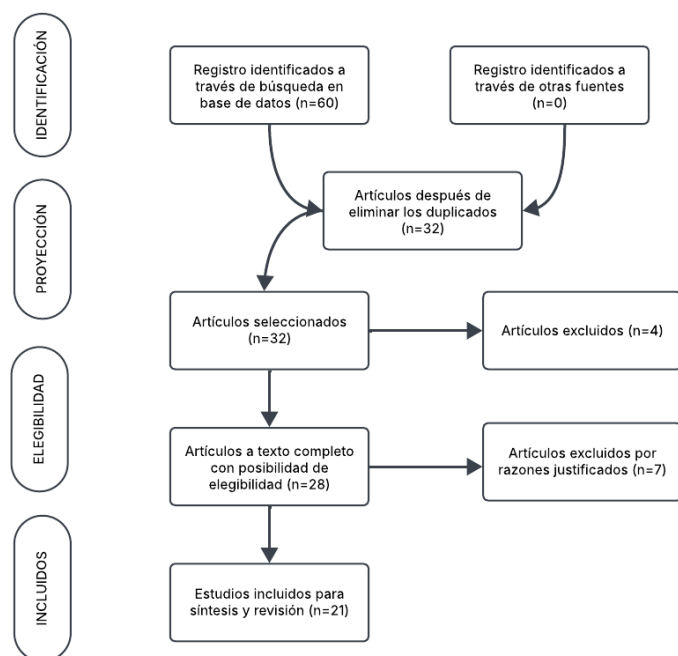 IDENTIFICACIÓN
Registro identificados a
través de búsqueda en
base de datos (n=60)
Registro identificados a
través de otras fuentes
(n=0)
PROYECCIÓN
Artículos después de
eliminar los duplicados
(n=32)
Artículos seleccionados
(n=32)
Artículos excluidos (n=4)
ELEGIBILIDAD
Artículos a texto completo
con posibilidad de
elegibilidad (n=28)
Artículos excluidos por
razones justificados (n=7)
INCLUIDOS
Estudios incluidos para
síntesis y revisión (n=21)